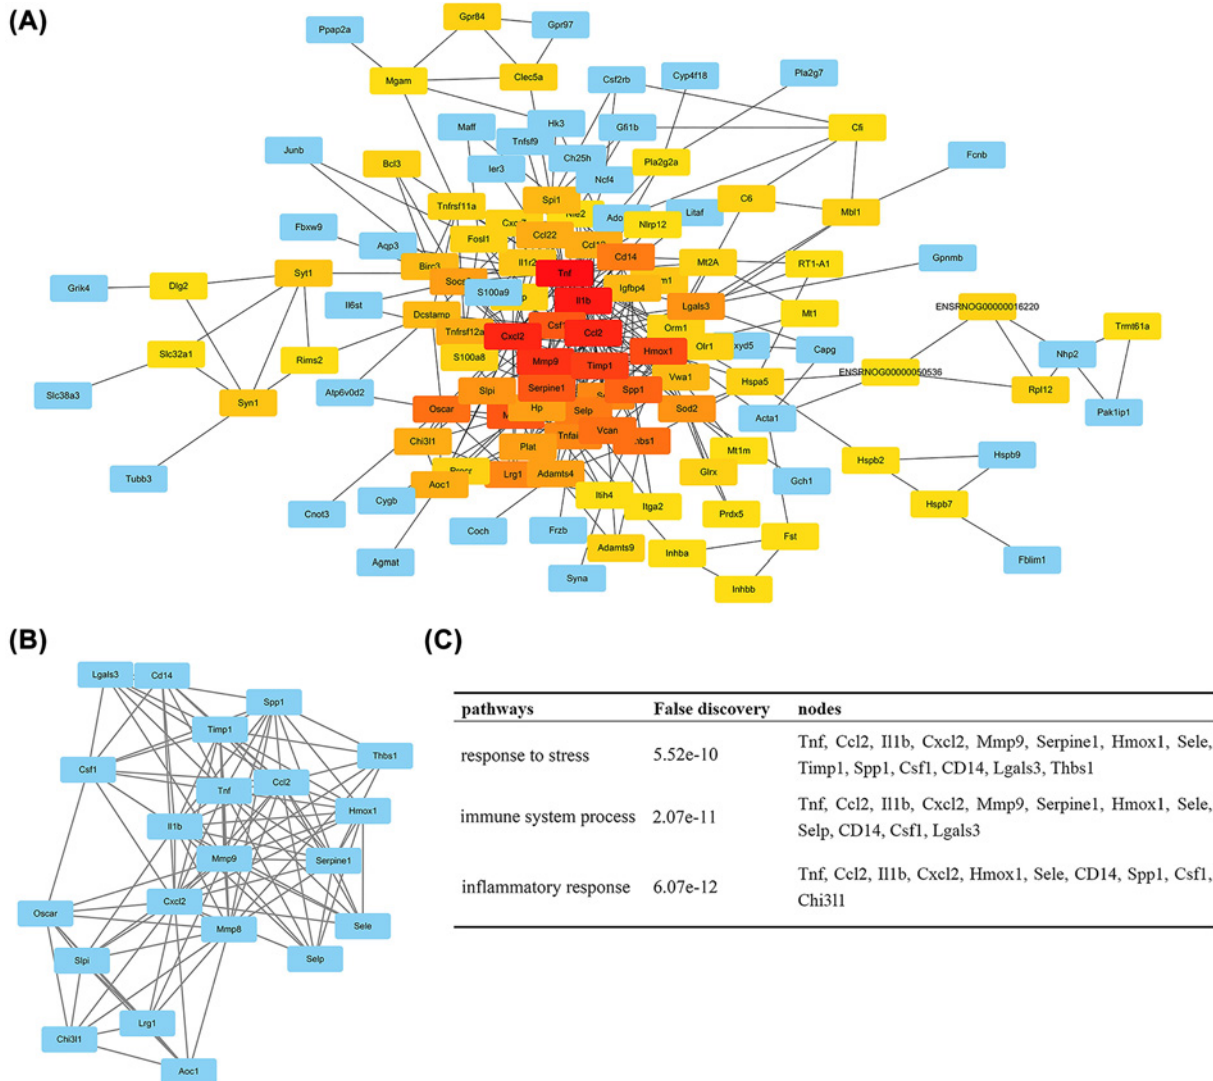 (A)
Gpr84
Ppap2a
Gpr97
Mgam
Clec5a
Csf2rb
Cyp4f18
Pla2g7
Maff
Hk3
Tnfsf9
Gfi1b
Cfi
Junb
Bcl3
Ier3
Ch25h
Pla2g2a
Fcnb
Ncf4
Tnfrsf11a
Spi1
C6
Mbl1
Litaf
Nlrp12
Fbxw9
Aqp3
Fosl1
Ccl22
Cd14
Mt2A
RT1-A1
Gpnmb
Syt1
Birc3
Il1r2
Tnf
Grik4
Dlg2
Il6st
S100a9
Il1b
Igfbp4
Lgals3
ENSRNOG00000016220
Dcstamp
Mt1
Trmt61a
Tnfrsf12a
Cxcl2
Ccl2
Orm1
Slc32a1
Rims2
S100a8
Mmp9
Timp1
Hmox1
Olr1
Capg
Nhp2
ENSRNOG00000050536
Slc38a3
Syn1
Atp6v0d2
Slpi
Serpine1
Spp1
Vwa1
Hspa5
Rpl12
Oscar
Hp
Selp
Sod2
Acta1
Pak1ip1
Chi3l1
Plat
Vcan
Mt1m
Hspb2
Hspb9
Tubb3
Aoc1
Lrg1
Adamts4
Glrx
Gch1
Cnot3
Cygb
Itih4
Itga2
Prdx5
Hspb7
Coch
Frzb
Adamts9
Inhba
Fst
Agmat
Syna
Inhbb
Fblim1
(B)
Lgals3
Cd14
Spp1
Timp1
Thbs1
Csf1
Ccl2
Tnf
Hmox1
Il1b
Mmp9
Serpine1
Cxcl2
Oscar
Sele
Mmp8
Slpi
Selp
Lrg1
Chi3l1
Aoc1
(C)
pathways False discovery nodes
response to stress 5.52e-10 Tnf, Ccl2, Il1b, Cxcl2, Mmp9, Serpine1, Hmox1, Sele,
Timp1, Spp1, Csf1, CD14, Lgals3, Thbs1
immune system process 2.07e-11 Tnf, Ccl2, Il1b, Cxcl2, Mmp9, Serpine1, Hmox1, Sele,
Selp, CD14, Csf1, Lgals3
inflammatory response 6.07e-12 Tnf, Ccl2, Il1b, Cxcl2, Hmox1, Sele, CD14, Spp1, Csf1,
Chi3l1